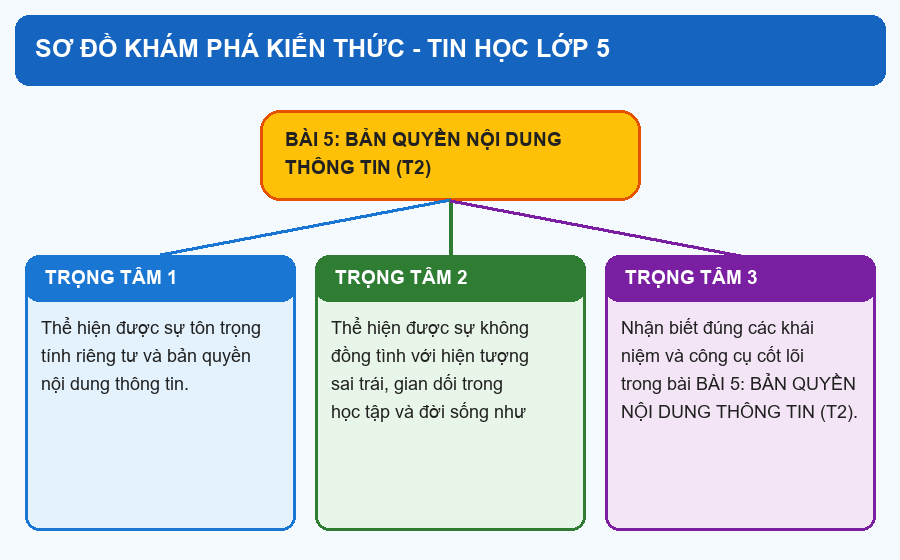 SƠ ĐỒ KHÁM PHÁ KIẾN THỨC - TIN HỌC LỚP 5
BÀI 5: BẢN QUYỀN NỘI DUNG
THÔNG TIN (T2)
TRỌNG TÂM 1
Thể hiện được sự tôn trọng
tính riêng tư và bản quyền
nội dung thông tin.
TRỌNG TÂM 2
Thể hiện được sự không
đồng tình với hiện tượng
sai trái, gian dối trong
học tập và đời sống như
TRỌNG TÂM 3
Nhận biết đúng các khái
niệm và công cụ cốt lõi
trong bài BÀI 5: BẢN QUYỀN
NỘI DUNG THÔNG TIN (T2).